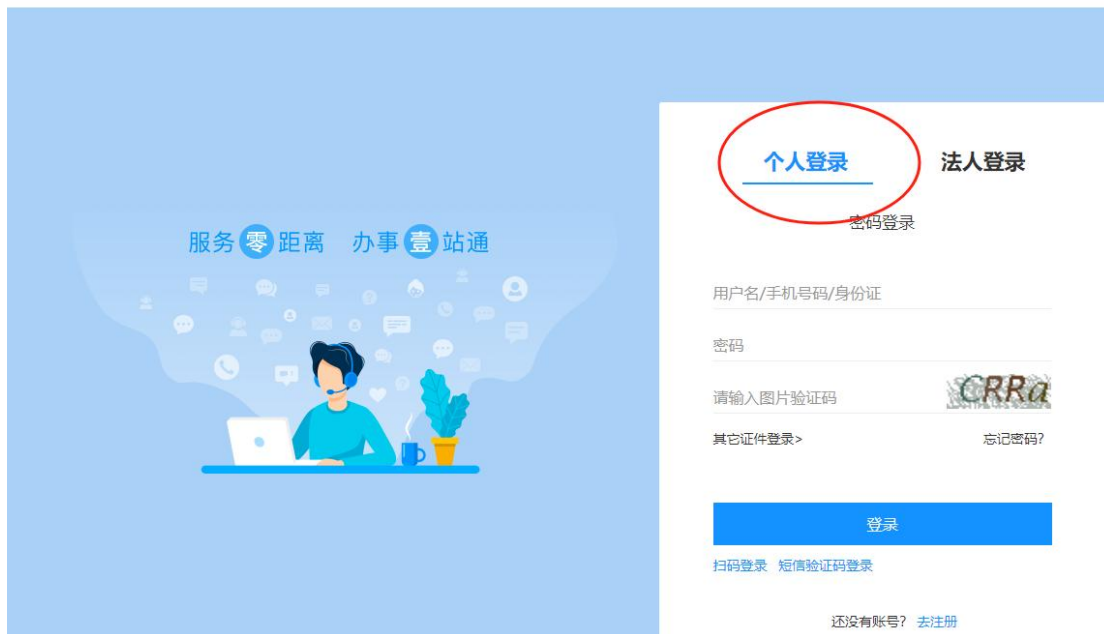 个人登录 法人登录
密码登录
服务零距离 办事壹站通
用户名/手机号码/身份证
密码
请输入图片验证码 CRRa
其它证件登录> 忘记密码?
登录
扫码登录 短信验证码登录
还没有账号? 去注册